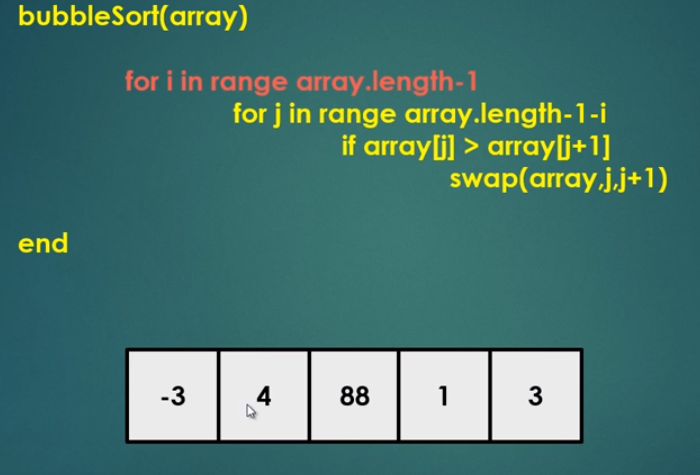 bubbleSort(array)
for i in range array.length-1
for j in range array.length-1-i
if array[j] > array[j+1]
swap(array,j,j+1)
end
-3 4 88 1 3